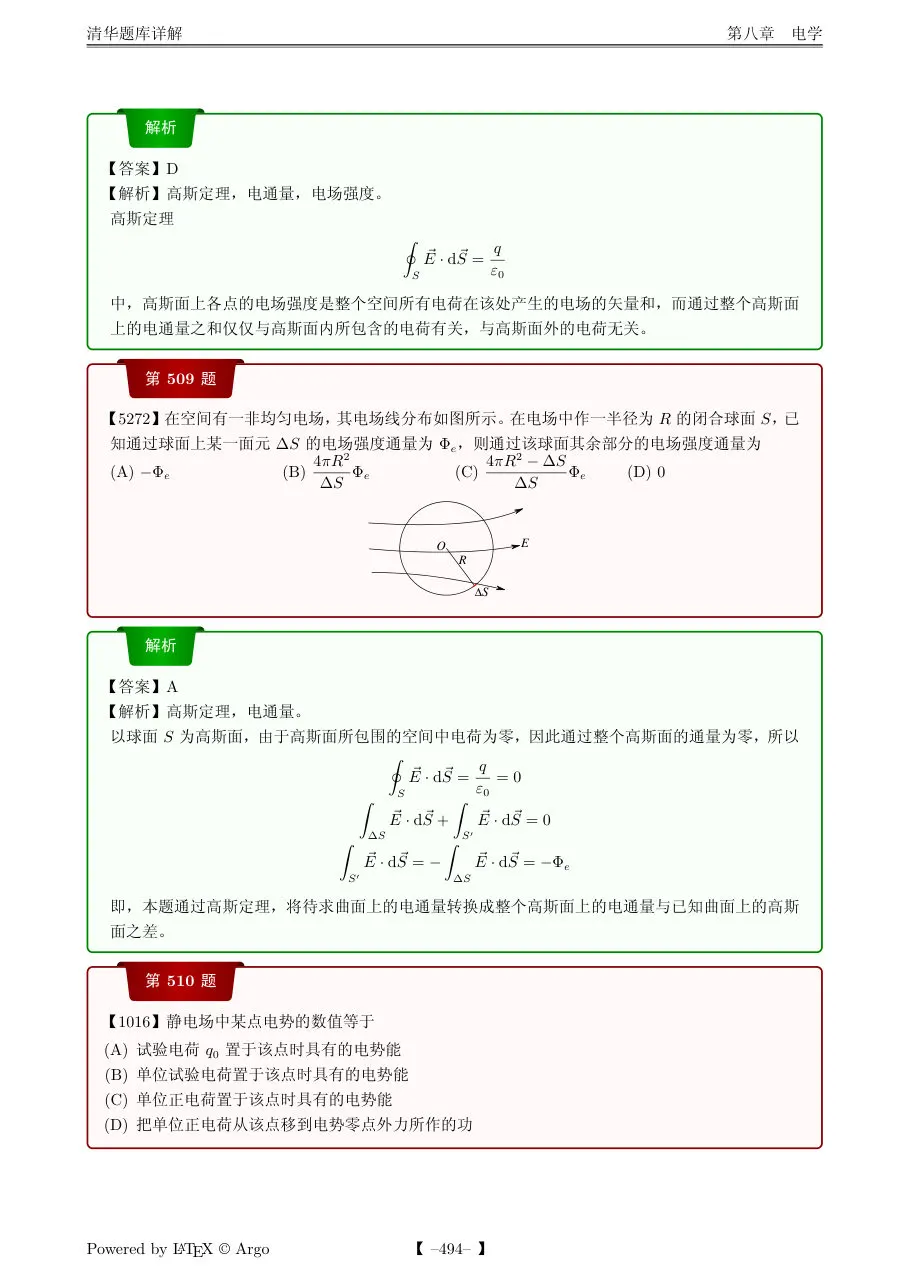 清华题库详解 第八章 电学
解析
【答案】D
【解析】高斯定理，电通量，电场强度。
高斯定理
∮_S E⃗ · dS⃗ = q/ε₀
中，高斯面上各点的电场强度是整个空间所有电荷在该处产生的电场的矢量和，而通过整个高斯面
上的电通量之和仅仅与高斯面内所包含的电荷有关，与高斯面外的电荷无关。
第 509 题
【5272】在空间有一非均匀电场，其电场线分布如图所示。在电场中作一半径为 R 的闭合球面 S，已
知通过球面上某一面元 ΔS 的电场强度通量为 Φₑ，则通过该球面其余部分的电场强度通量为
(A) −Φₑ (B) 4πR²/ΔS Φₑ (C) (4πR² − ΔS)/ΔS Φₑ (D) 0
O
E
R
ΔS
解析
【答案】A
【解析】高斯定理，电通量。
以球面 S 为高斯面，由于高斯面所包围的空间中电荷为零，因此通过整个高斯面的通量为零，所以
∮_S E⃗ · dS⃗ = q/ε₀ = 0
∫_ΔS E⃗ · dS⃗ + ∫_S′ E⃗ · dS⃗ = 0
∫_S′ E⃗ · dS⃗ = − ∫_ΔS E⃗ · dS⃗ = −Φₑ
即，本题通过高斯定理，将待求曲面上的电通量转换成整个高斯面上的电通量与已知曲面上的高斯
面之差。
第 510 题
【1016】静电场中某点电势的数值等于
(A) 试验电荷 q₀ 置于该点时具有的电势能
(B) 单位试验电荷置于该点时具有的电势能
(C) 单位正电荷置于该点时具有的电势能
(D) 把单位正电荷从该点移到电势零点外力所作的功
Powered by LATEX © Argo 【 –494– 】